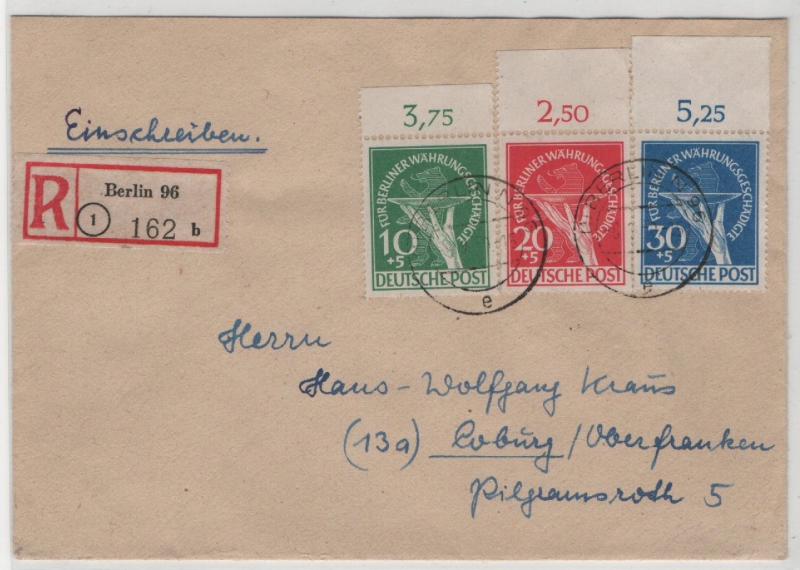 3,75
2,50
5,25
Einschreiben.
R
Berlin 96
1 162 b
FÜR BERLINER WÄHRUNGSGESCHÄDIGTE
10
+5
DEUTSCHE POST
FÜR BERLINER WÄHRUNGSGESCHÄDIGTE
20
+5
DEUTSCHE POST
FÜR BERLINER WÄHRUNGSGESCHÄDIGTE
30
+5
DEUTSCHE POST
e
e
Herrn
Hans-Wolfgang Kraus
(13a) Coburg/Oberfranken
Pilgramsroth 5